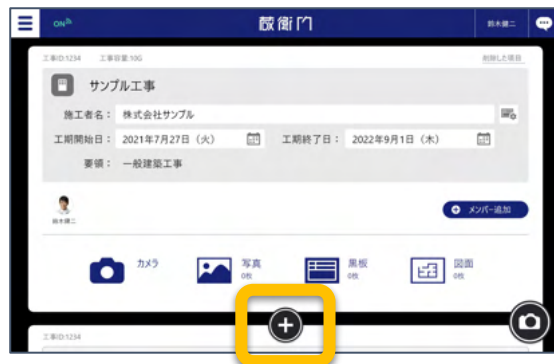 ON
蔵衛門
鈴木健二
工事ID:1234 工事容量:10G
削除した項目
サンプル工事
施工者名： 株式会社サンプル
工期開始日： 2021年7月27日（火） 工期終了日： 2022年9月1日（木）
要領： 一般建築工事
鈴木健二
メンバー追加
カメラ
写真
0枚
黒板
0枚
図面
0枚
工事ID:1234